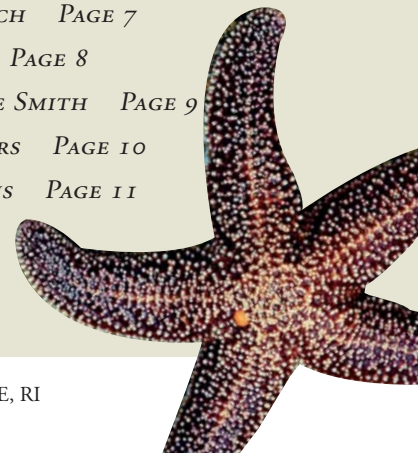 CH Page 7
Page 8
E Smith Page 9
RS Page 10
S Page 11
E, RI